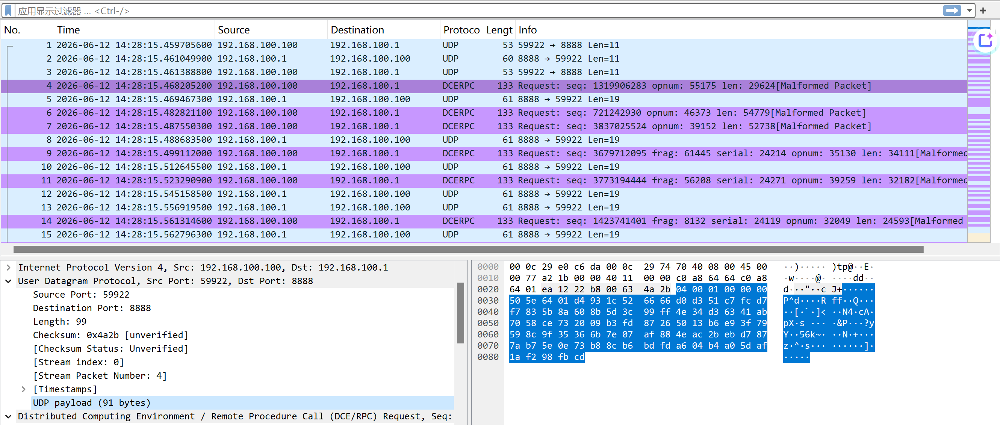 应用显示过滤器 … <Ctrl-/>
No. Time Source Destination Protoco Lengt Info
1 2026-06-12 14:28:15.459705600 192.168.100.100 192.168.100.1 UDP 53 59922 → 8888 Len=11
2 2026-06-12 14:28:15.461049900 192.168.100.1 192.168.100.100 UDP 60 8888 → 59922 Len=11
3 2026-06-12 14:28:15.461388800 192.168.100.100 192.168.100.1 UDP 53 59922 → 8888 Len=11
4 2026-06-12 14:28:15.468205200 192.168.100.100 192.168.100.1 DCERPC 133 Request: seq: 1319906283 opnum: 55175 len: 29624[Malformed Packet]
5 2026-06-12 14:28:15.469467300 192.168.100.1 192.168.100.100 UDP 61 8888 → 59922 Len=19
6 2026-06-12 14:28:15.482821100 192.168.100.100 192.168.100.1 DCERPC 133 Request: seq: 721242930 opnum: 46373 len: 54779[Malformed Packet]
7 2026-06-12 14:28:15.487550300 192.168.100.100 192.168.100.1 DCERPC 133 Request: seq: 3837025524 opnum: 39152 len: 52738[Malformed Packet]
8 2026-06-12 14:28:15.488683500 192.168.100.1 192.168.100.100 UDP 61 8888 → 59922 Len=19
9 2026-06-12 14:28:15.499112000 192.168.100.100 192.168.100.1 DCERPC 133 Request: seq: 3679712095 frag: 61445 serial: 24214 opnum: 35130 len: 34111[Malformed
10 2026-06-12 14:28:15.512645500 192.168.100.1 192.168.100.100 UDP 61 8888 → 59922 Len=19
11 2026-06-12 14:28:15.523290900 192.168.100.100 192.168.100.1 DCERPC 133 Request: seq: 3773194444 frag: 56208 serial: 24271 opnum: 39259 len: 32182[Malformed
12 2026-06-12 14:28:15.545158500 192.168.100.1 192.168.100.100 UDP 61 8888 → 59922 Len=19
13 2026-06-12 14:28:15.556919500 192.168.100.1 192.168.100.100 UDP 61 8888 → 59922 Len=19
14 2026-06-12 14:28:15.561314600 192.168.100.100 192.168.100.1 DCERPC 133 Request: seq: 1423741401 frag: 8132 serial: 24119 opnum: 32049 len: 24593[Malformed
15 2026-06-12 14:28:15.562796300 192.168.100.1 192.168.100.100 UDP 61 8888 → 59922 Len=19
Internet Protocol Version 4, Src: 192.168.100.100, Dst: 192.168.100.1
User Datagram Protocol, Src Port: 59922, Dst Port: 8888
Source Port: 59922
Destination Port: 8888
Length: 99
Checksum: 0x4a2b [unverified]
[Checksum Status: Unverified]
[Stream index: 0]
[Stream Packet Number: 4]
[Timestamps]
UDP payload (91 bytes)
Distributed Computing Environment / Remote Procedure Call (DCE/RPC) Request, Seq:
0000 00 0c 29 e0 c6 da 00 0c 29 74 70 40 08 00 45 00 ··)····· )tp@··E·
0010 00 77 a2 1b 00 00 40 11 00 00 c0 a8 64 64 c0 a8 ·w····@· ····dd··
0020 64 01 ea 12 22 b8 00 63 4a 2b 04 00 01 00 00 00 d···"··c J+······
0030 50 5e 64 01 d4 93 1c 52 66 66 d0 d3 51 c7 fc d7 P^d····R ff··Q···
0040 f7 83 5b 8a 60 8b 5d 3c 99 ff 4e 34 d3 63 41 ab ··[·`·]< ··N4·cA·
0050 70 58 ce 73 20 09 b3 fd 87 26 50 13 b6 e9 3f 79 pX·s ··· ·&P···?y
0060 59 8c 9f 35 36 6b 7e 07 af 88 4e ac 2b eb d7 87 Y··56k~· ··N·+···
0070 7a b7 5e 0e 73 b8 8c b6 bd fd a6 04 b4 a0 5d af z·^·s··· ······]·
0080 1a f2 98 fb cd ·····